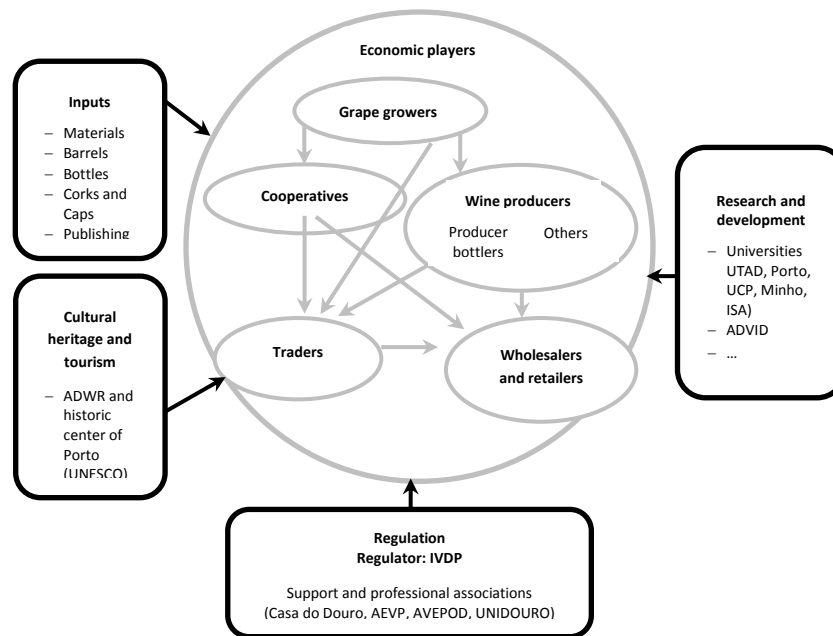 Economic players
Inputs
– Materials
– Barrels
– Bottles
– Corks and
Caps
– Publishing
Grape growers
Cooperatives
Wine producers
Producer
bottlers
Others
Traders
Wholesalers
and retailers
Research and
development
– Universities
UTAD, Porto,
UCP, Minho,
ISA)
– ADVID
– ...
Cultural
heritage and
tourism
– ADWR and
historic
center of
Porto
(UNESCO)
Regulation
Regulator: IVDP
Support and professional associations
(Casa do Douro, AEVP, AVEPOD, UNIDOURO)